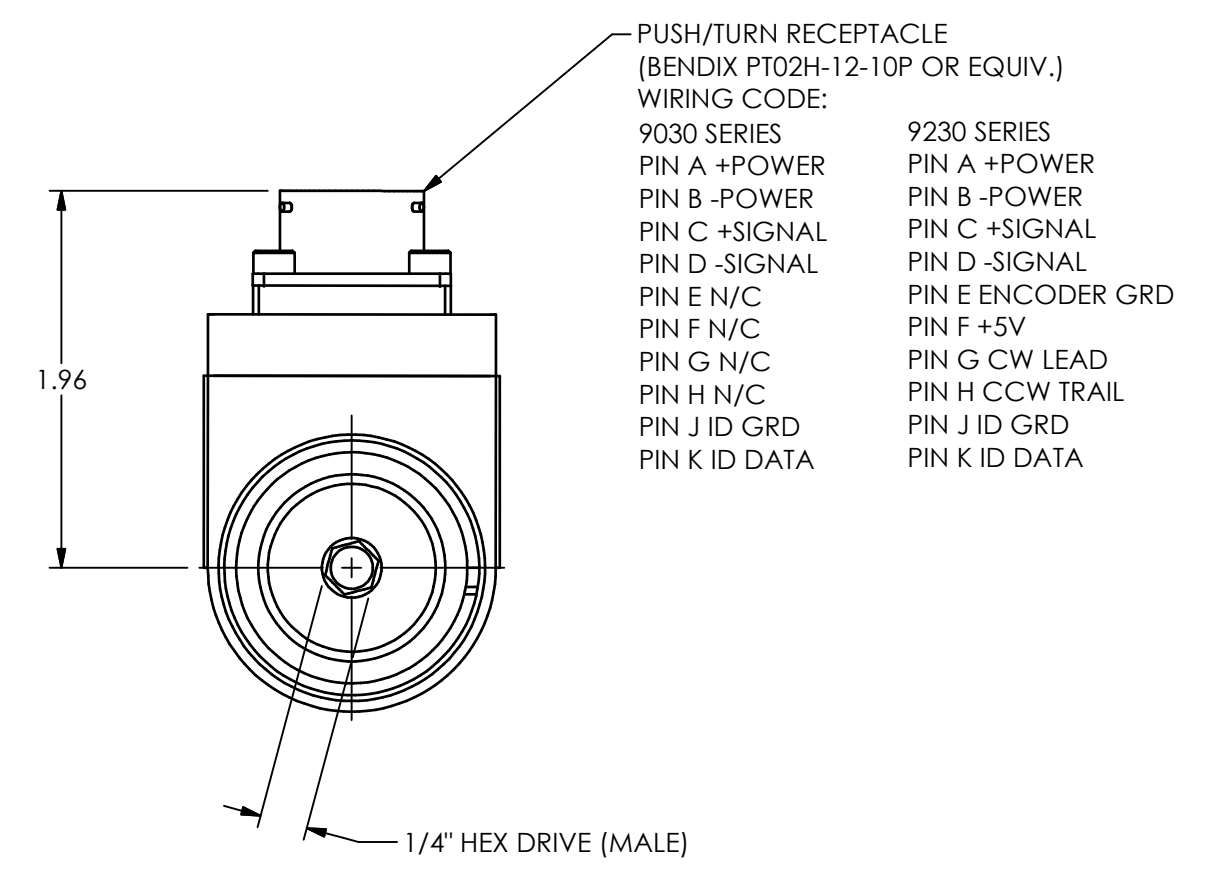 PUSH/TURN RECEPTACLE
(BENDIX PT02H-12-10P OR EQUIV.)
WIRING CODE:
9030 SERIES
PIN A +POWER
PIN B -POWER
PIN C +SIGNAL
PIN D -SIGNAL
PIN E N/C
PIN F N/C
PIN G N/C
PIN H N/C
PIN J ID GRD
PIN K ID DATA
9230 SERIES
PIN A +POWER
PIN B -POWER
PIN C +SIGNAL
PIN D -SIGNAL
PIN E ENCODER GRD
PIN F +5V
PIN G CW LEAD
PIN H CCW TRAIL
PIN J ID GRD
PIN K ID DATA
1.96
1/4" HEX DRIVE (MALE)